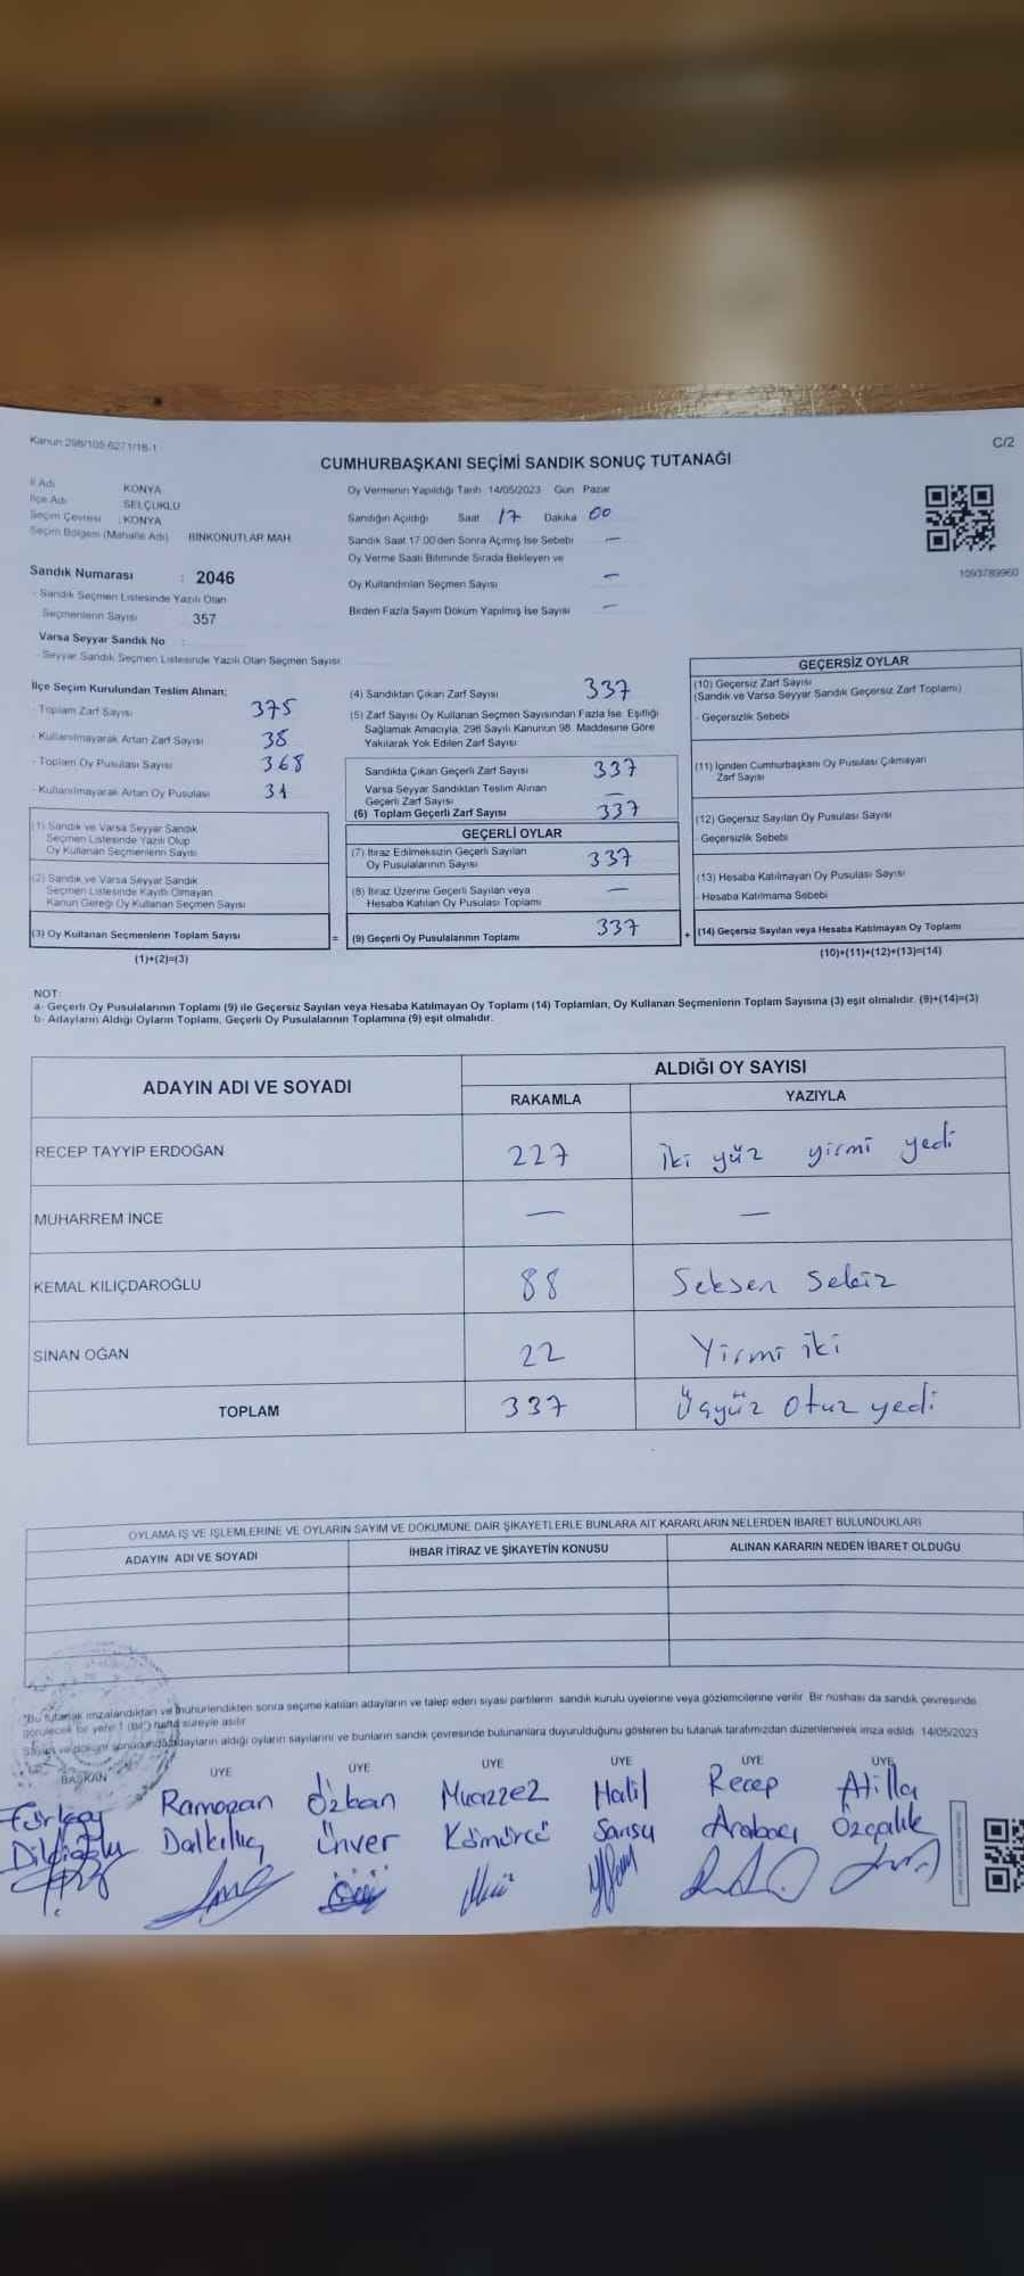 Kanun 298/105-6271/18-1
C/2
CUMHURBAŞKANI SEÇİMİ SANDIK SONUÇ TUTANAĞI
İl Adı KONYA
İlçe Adı SELÇUKLU
Seçim Çevresi : KONYA
Seçim Bölgesi (Mahalle Adı) BİNKONUTLAR MAH.
Sandık Numarası : 2046
- Sandık Seçmen Listesinde Yazılı Olan
Seçmenlerin Sayısı 357
Varsa Seyyar Sandık No :
- Seyyar Sandık Seçmen Listesinde Yazılı Olan Seçmen Sayısı
Oy Vermenin Yapıldığı Tarih 14/05/2023 Gün Pazar
Sandığın Açıldığı Saat 17 Dakika 00
Sandık Saat 17.00'den Sonra Açılmış İse Sebebi —
Oy Verme Saati Bitiminde Sırada Bekleyen ve
Oy Kullandırılan Seçmen Sayısı —
Birden Fazla Sayım Döküm Yapılmış İse Sayısı —
1093789960
İlçe Seçim Kurulundan Teslim Alınan;
- Toplam Zarf Sayısı 375
- Kullanılmayarak Artan Zarf Sayısı 38
- Toplam Oy Pusulası Sayısı 368
- Kullanılmayarak Artan Oy Pusulası 31
(1) Sandık ve Varsa Seyyar Sandık
Seçmen Listesinde Yazılı Olup
Oy Kullanan Seçmenlerin Sayısı
(2) Sandık ve Varsa Seyyar Sandık
Seçmen Listesinde Kayıtlı Olmayan
Kanun Gereği Oy Kullanan Seçmen Sayısı
(3) Oy Kullanan Seçmenlerin Toplam Sayısı
(1)+(2)=(3)
=
(4) Sandıktan Çıkan Zarf Sayısı 337
(5) Zarf Sayısı Oy Kullanan Seçmen Sayısından Fazla İse, Eşitliği
Sağlamak Amacıyla, 298 Sayılı Kanunun 98. Maddesine Göre
Yakılarak Yok Edilen Zarf Sayısı
Sandıkta Çıkan Geçerli Zarf Sayısı 337
Varsa Seyyar Sandıktan Teslim Alınan
Geçerli Zarf Sayısı —
(6) Toplam Geçerli Zarf Sayısı 337
GEÇERLİ OYLAR
(7) İtiraz Edilmeksizin Geçerli Sayılan
Oy Pusulalarının Sayısı 337
(8) İtiraz Üzerine Geçerli Sayılan veya
Hesaba Katılan Oy Pusulası Toplamı —
(9) Geçerli Oy Pusulalarının Toplamı 337
+
GEÇERSİZ OYLAR
(10) Geçersiz Zarf Sayısı
(Sandık ve Varsa Seyyar Sandık Geçersiz Zarf Toplamı)
- Geçersizlik Sebebi
(11) İçinden Cumhurbaşkanı Oy Pusulası Çıkmayan
Zarf Sayısı
(12) Geçersiz Sayılan Oy Pusulası Sayısı
- Geçersizlik Sebebi
(13) Hesaba Katılmayan Oy Pusulası Sayısı
- Hesaba Katılmama Sebebi
(14) Geçersiz Sayılan veya Hesaba Katılmayan Oy Toplamı
(10)+(11)+(12)+(13)=(14)
NOT:
a- Geçerli Oy Pusulalarının Toplamı (9) ile Geçersiz Sayılan veya Hesaba Katılmayan Oy Toplamı (14) Toplamları, Oy Kullanan Seçmenlerin Toplam Sayısına (3) eşit olmalıdır. (9)+(14)=(3)
b- Adayların Aldığı Oyların Toplamı, Geçerli Oy Pusulalarının Toplamına (9) eşit olmalıdır.
ADAYIN ADI VE SOYADI
ALDIĞI OY SAYISI
RAKAMLA YAZIYLA
RECEP TAYYİP ERDOĞAN 227 iki yüz yirmi yedi
MUHARREM İNCE — —
KEMAL KILIÇDAROĞLU 88 Seksen Sekiz
SİNAN OĞAN 22 Yirmi iki
TOPLAM 337 Üçyüz Otuz yedi
OYLAMA İŞ VE İŞLEMLERİNE VE OYLARIN SAYIM VE DÖKÜMÜNE DAİR ŞİKAYETLERLE BUNLARA AİT KARARLARIN NELERDEN İBARET BULUNDUKLARI
ADAYIN ADI VE SOYADI İHBAR İTİRAZ VE ŞİKAYETİN KONUSU ALINAN KARARIN NEDEN İBARET OLDUĞU
*Bu tutanak imzalandıktan ve mühürlendikten sonra seçime katılan adayların ve talep eden siyasi partilerin sandık kurulu üyelerine veya gözlemcilerine verilir. Bir nüshası da sandık çevresinde
görülecek bir yere 1 (Bir) hafta süreyle asılır.
Sayım ve döküm sonucunda adayların aldığı oyların sayılarını ve bunların sandık çevresinde bulunanlara duyurulduğunu gösteren bu tutanak tarafımızdan düzenlenerek imza edildi. 14/05/2023
BAŞKAN ÜYE ÜYE ÜYE ÜYE ÜYE ÜYE
Ramazan Özkan Muazzez Halil Recep Atilla
Dalkılıç Ünver Kömürcü Sarısu Arabacı Özçalık